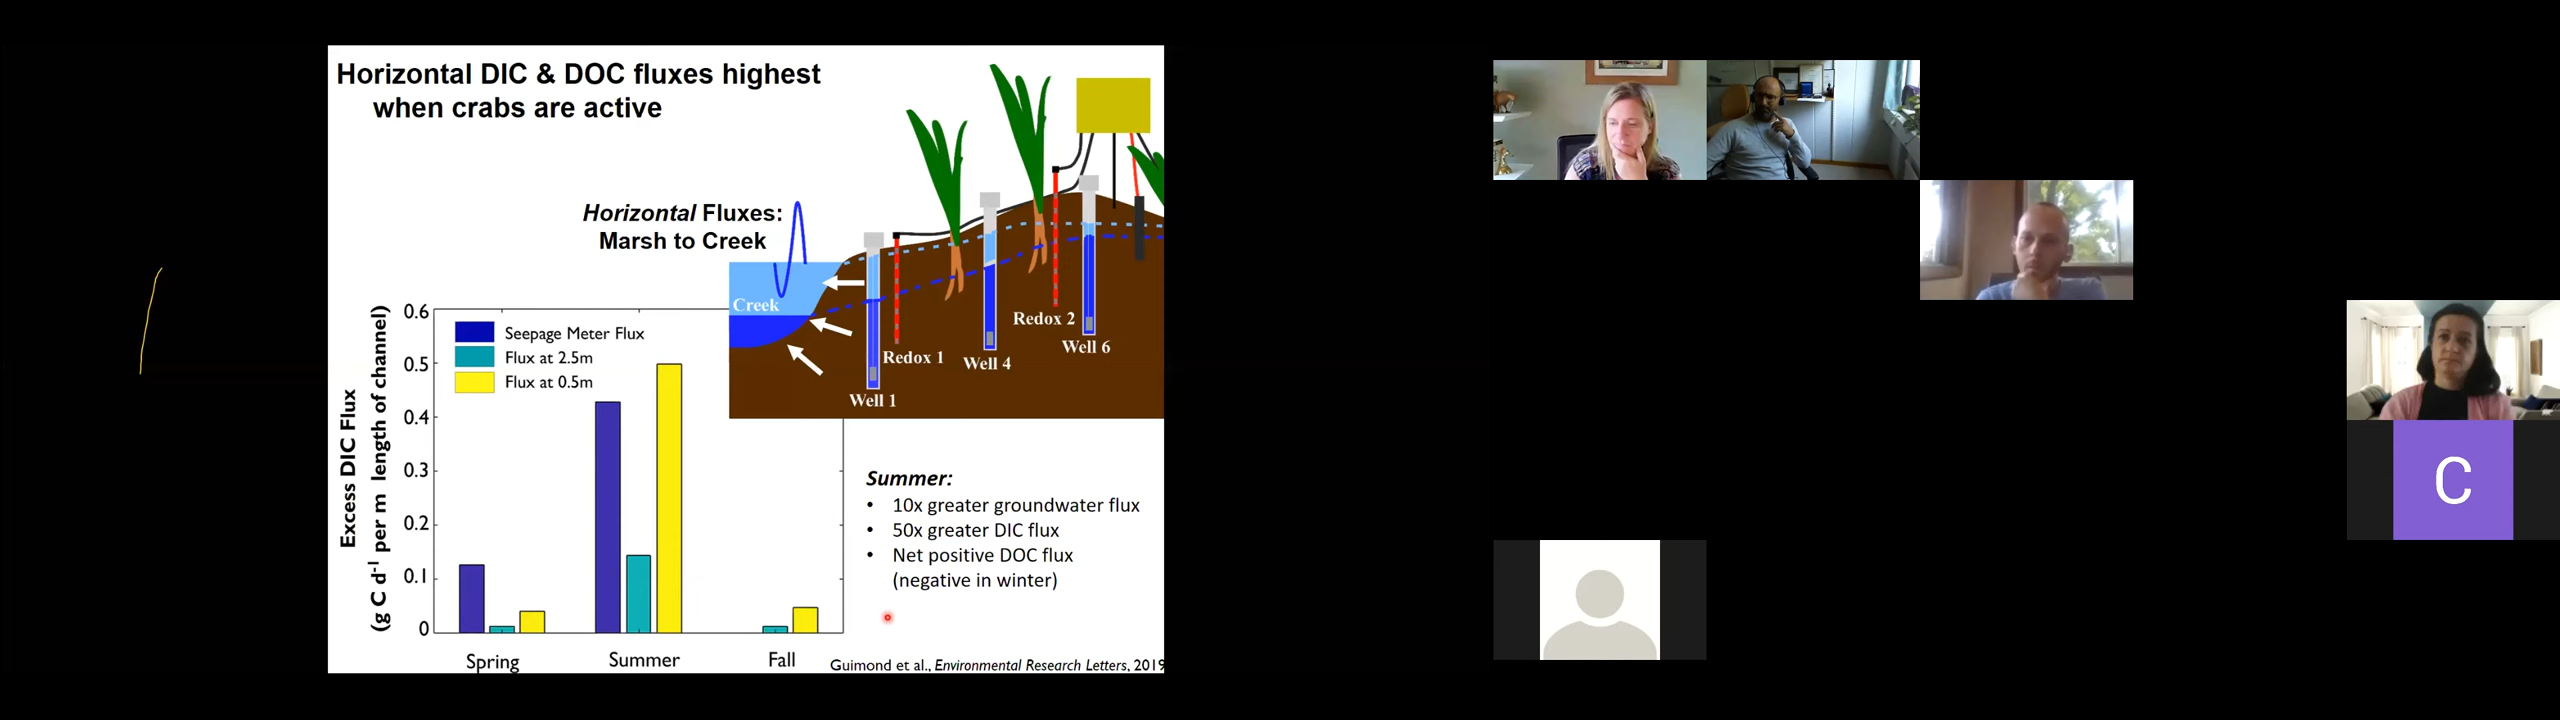 Horizontal DIC & DOC fluxes highest
when crabs are active
Horizontal Fluxes:
Marsh to Creek
Creek
Redox 1
Redox 2
Well 1
Well 4
Well 6
Excess DIC Flux
(g C d-1 per m length of channel)
0.6
0.5
0.4
0.3
0.2
0.1
0
Seepage Meter Flux
Flux at 2.5m
Flux at 0.5m
Spring
Summer
Fall
Summer:
• 10x greater groundwater flux
• 50x greater DIC flux
• Net positive DOC flux
(negative in winter)
Guimond et al., Environmental Research Letters, 2019
C